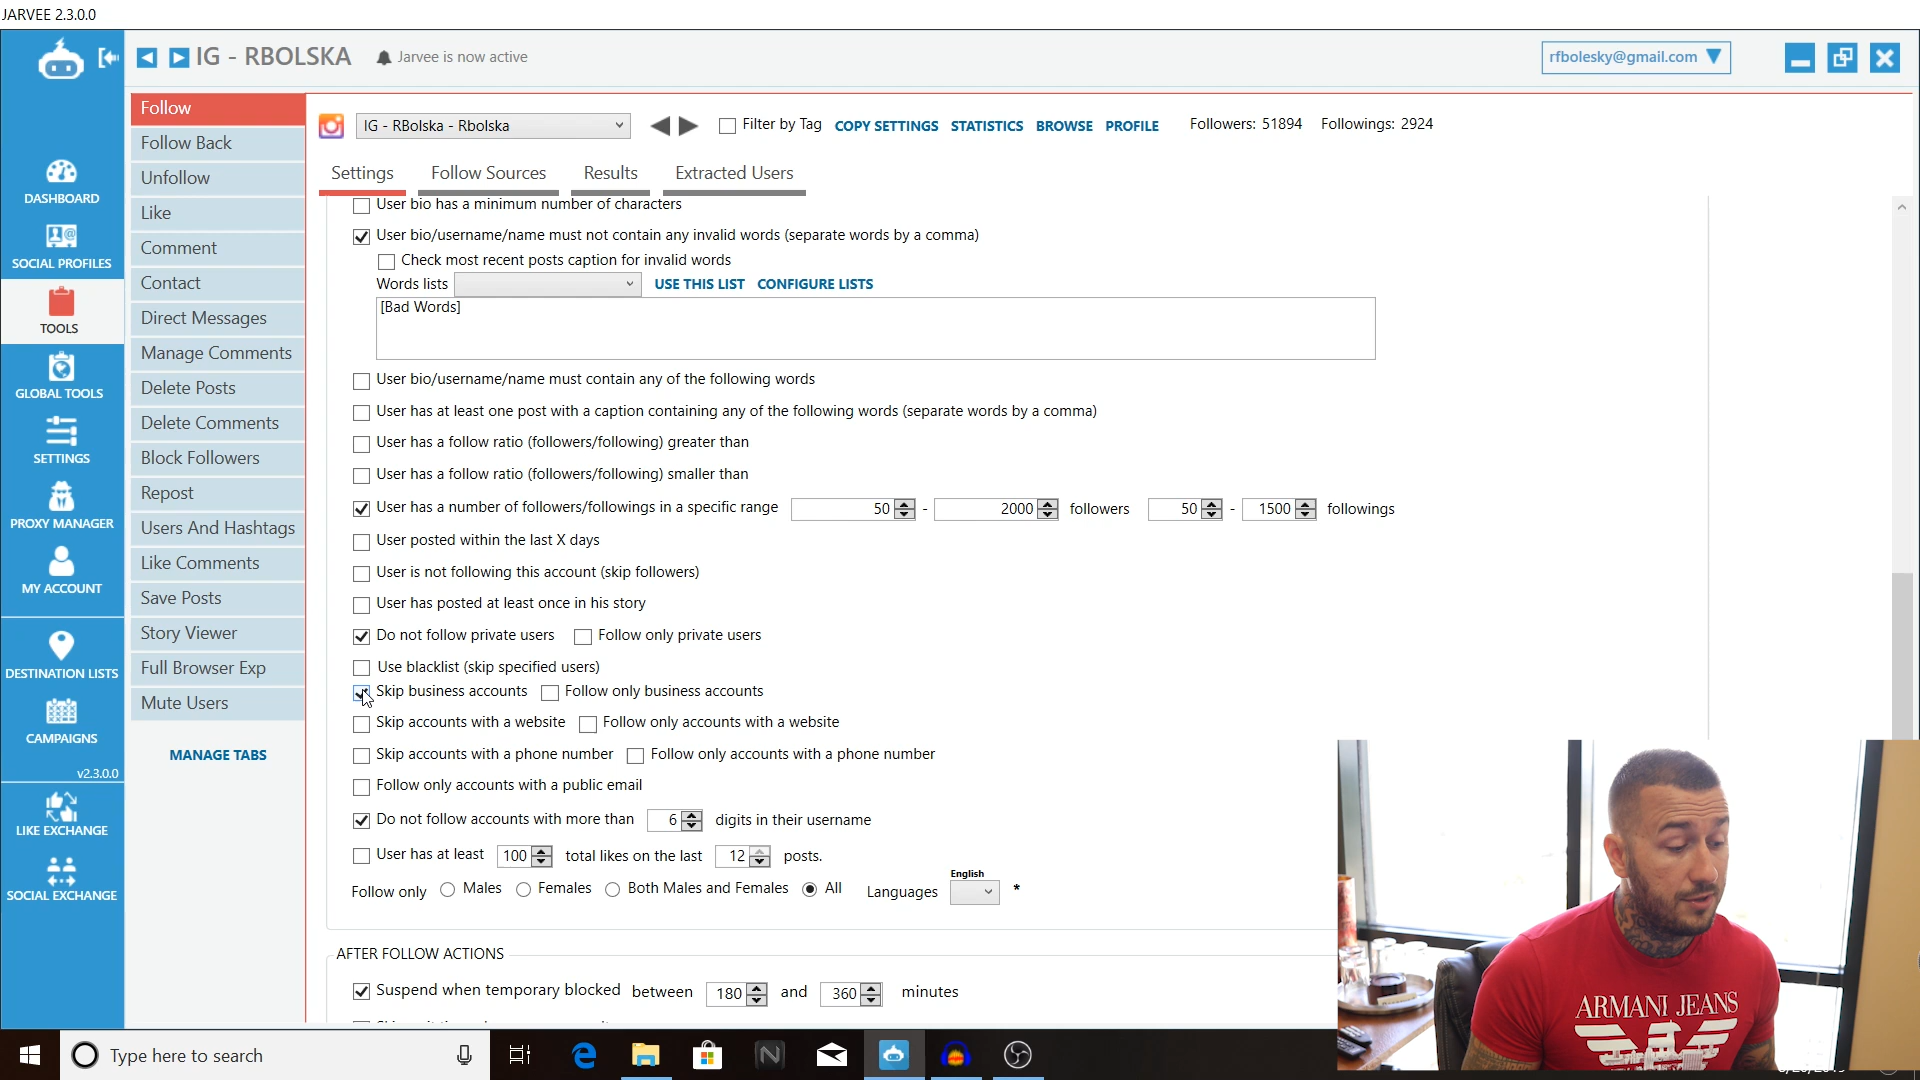 JARVEE 2.3.0.0
IG - RBOLSKA
Jarvee is now active
rfbolesky@gmail.com
DASHBOARD
SOCIAL PROFILES
TOOLS
GLOBAL TOOLS
SETTINGS
PROXY MANAGER
MY ACCOUNT
DESTINATION LISTS
CAMPAIGNS
v2.3.0.0
LIKE EXCHANGE
SOCIAL EXCHANGE
Follow
Follow Back
Unfollow
Like
Comment
Contact
Direct Messages
Manage Comments
Delete Posts
Delete Comments
Block Followers
Repost
Users And Hashtags
Like Comments
Save Posts
Story Viewer
Full Browser Exp
Mute Users
MANAGE TABS
IG - RBolska - Rbolska
Filter by Tag COPY SETTINGS STATISTICS BROWSE PROFILE Followers: 51894 Followings: 2924
Settings Follow Sources Results Extracted Users
User bio has a minimum number of characters
User bio/username/name must not contain any invalid words (separate words by a comma)
Check most recent posts caption for invalid words
Words lists USE THIS LIST CONFIGURE LISTS
[Bad Words]
User bio/username/name must contain any of the following words
User has at least one post with a caption containing any of the following words (separate words by a comma)
User has a follow ratio (followers/following) greater than
User has a follow ratio (followers/following) smaller than
User has a number of followers/followings in a specific range 50 - 2000 followers 50 - 1500 followings
User posted within the last X days
User is not following this account (skip followers)
User has posted at least once in his story
Do not follow private users Follow only private users
Use blacklist (skip specified users)
Skip business accounts Follow only business accounts
Skip accounts with a website Follow only accounts with a website
Skip accounts with a phone number Follow only accounts with a phone number
Follow only accounts with a public email
Do not follow accounts with more than 6 digits in their username
User has at least 100 total likes on the last 12 posts.
English
Follow only Males Females Both Males and Females All Languages *
AFTER FOLLOW ACTIONS
Suspend when temporary blocked between 180 and 360 minutes
ARMANI JEANS
Type here to search